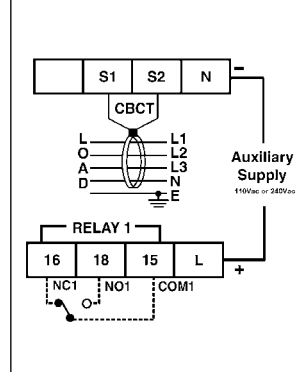 S1 S2 N −
CBCT
L L1
O L2
A L3
D N
E
Auxiliary
Supply
110Vac or 240Vac
RELAY 1
16 18 15 L +
NC1 NO1 COM1